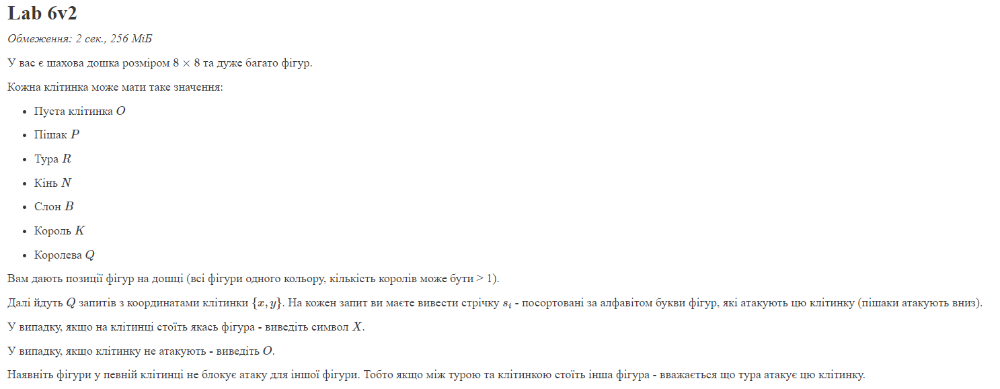 Lab 6v2
Обмеження: 2 сек., 256 МіБ
У вас є шахова дошка розміром 8 × 8 та дуже багато фігур.
Кожна клітинка може мати таке значення:
• Пуста клітинка O
• Пішак P
• Тура R
• Кінь N
• Слон B
• Король K
• Королева Q
Вам дають позиції фігур на дошці (всі фігури одного кольору, кількість королів може бути > 1).
Далі йдуть Q запитів з координатами клітинки {x, y}. На кожен запит ви маєте вивести стрічку sᵢ - посортовані за алфавітом букви фігур, які атакують цю клітинку (пішаки атакують вниз).
У випадку, якщо на клітинці стоїть якась фігура - виведіть символ X.
У випадку, якщо клітинку не атакують - виведіть O.
Наявніть фігури у певній клітинці не блокує атаку для іншої фігури. Тобто якщо між турою та клітинкою стоїть інша фігура - вважається що тура атакує цю клітинку.